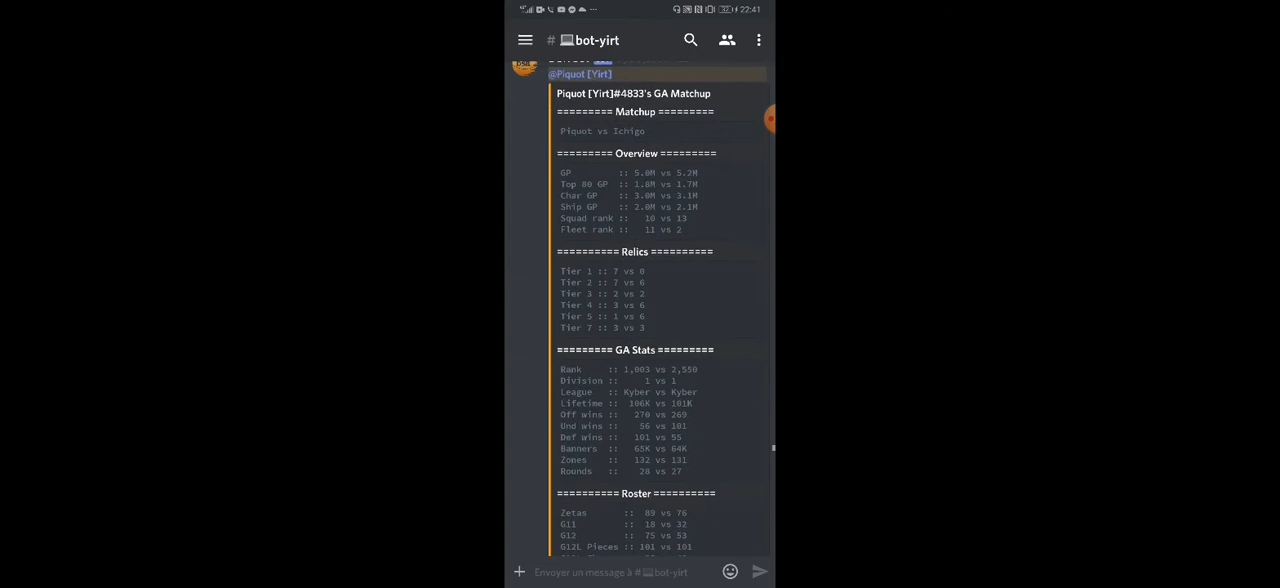 22:41
# bot-yirt
@Piquot [Yirt]
Piquot [Yirt]#4833's GA Matchup
========= Matchup =========
Piquot vs Ichigo
========= Overview =========
GP :: 5.0M vs 5.2M
Top 80 GP :: 1.8M vs 1.7M
Char GP :: 3.0M vs 3.1M
Ship GP :: 2.0M vs 2.1M
Squad rank :: 10 vs 13
Fleet rank :: 11 vs 2
========== Relics ==========
Tier 1 :: 7 vs 0
Tier 2 :: 7 vs 6
Tier 3 :: 2 vs 2
Tier 4 :: 3 vs 6
Tier 5 :: 1 vs 6
Tier 7 :: 3 vs 3
========= GA Stats =========
Rank :: 1,003 vs 2,550
Division :: 1 vs 1
League :: Kyber vs Kyber
Lifetime :: 106K vs 101K
Off wins :: 270 vs 269
Und wins :: 56 vs 101
Def wins :: 101 vs 55
Banners :: 65K vs 64K
Zones :: 132 vs 131
Rounds :: 28 vs 27
========== Roster ==========
Zetas :: 89 vs 76
G11 :: 18 vs 32
G12 :: 75 vs 53
G12L Pieces :: 101 vs 101
Envoyer un message à #bot-yirt